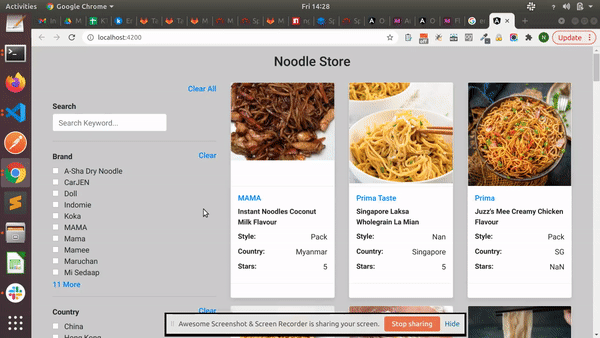 Activities
Google Chrome
Fri 14:28
localhost:4200
Update
Noodle Store
Clear All
Search
Search Keyword...
Brand
Clear
A-Sha Dry Noodle
CarJEN
Doll
Indomie
Koka
MAMA
Mama
Mamee
Maruchan
Mi Sedaap
11 More
Country
Clear
China
Hong Kong
MAMA
Instant Noodles Coconut
Milk Flavour
Style: Pack
Country: Myanmar
Stars: 5
Prima Taste
Singapore Laksa
Wholegrain La Mian
Style: Nan
Country: Singapore
Stars: 5
Prima
Juzz's Mee Creamy Chicken
Flavour
Style: Pack
Country: SG
Stars: NaN
Awesome Screenshot & Screen Recorder is sharing your screen.
Stop sharing
Hide